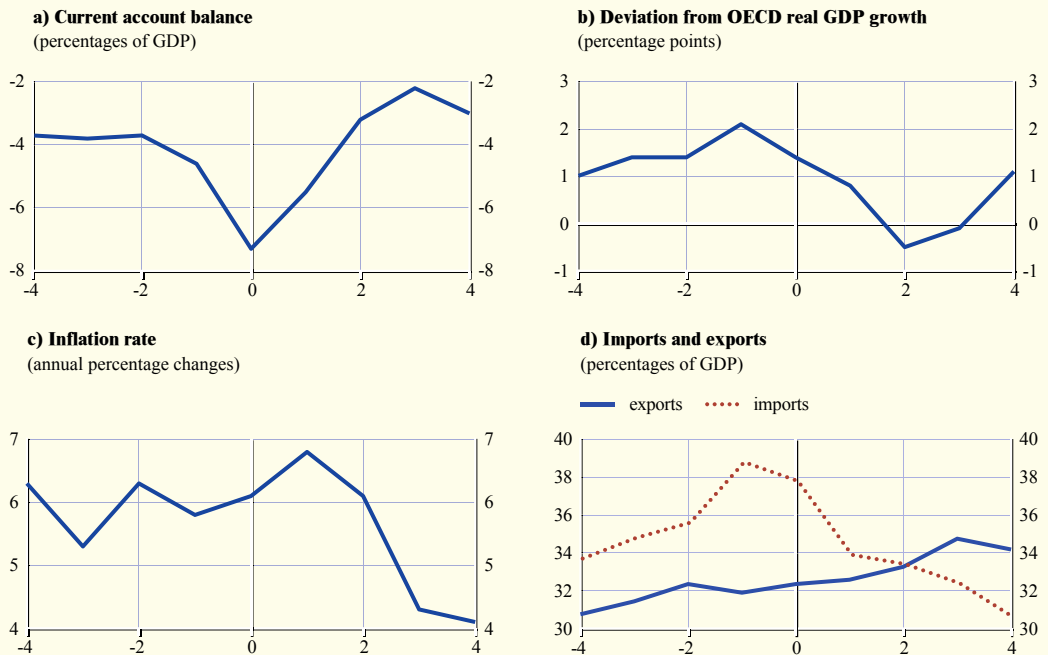 a) Current account balance
(percentages of GDP)
-2 -2
-4 -4
-6 -6
-8 -8
-4 -2 0 2 4
b) Deviation from OECD real GDP growth
(percentage points)
3 3
2 2
1 1
0 0
-1 -1
-4 -2 0 2 4
c) Inflation rate
(annual percentage changes)
7 7
6 6
5 5
4 4
-4 -2 0 2 4
d) Imports and exports
(percentages of GDP)
exports imports
40 40
38 38
36 36
34 34
32 32
30 30
-4 -2 0 2 4